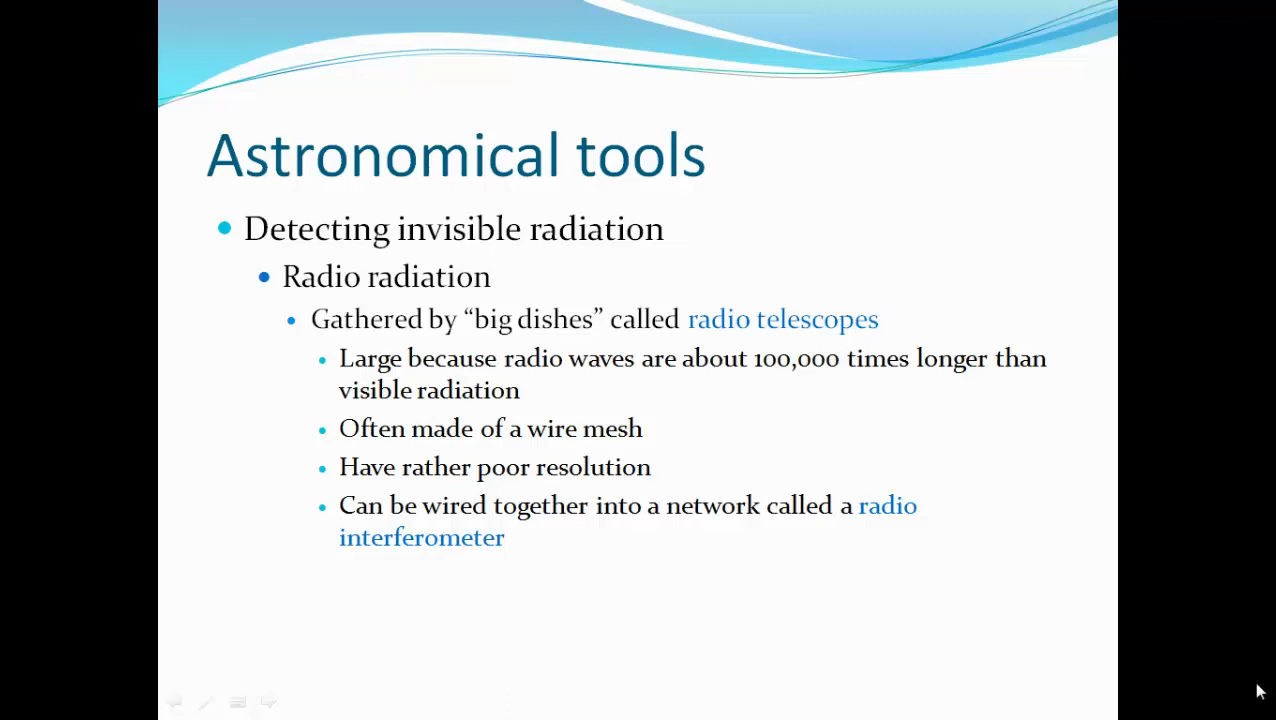 Astronomical tools
Detecting invisible radiation
Radio radiation
Gathered by “big dishes” called radio telescopes
Large because radio waves are about 100,000 times longer than
visible radiation
Often made of a wire mesh
Have rather poor resolution
Can be wired together into a network called a radio
interferometer